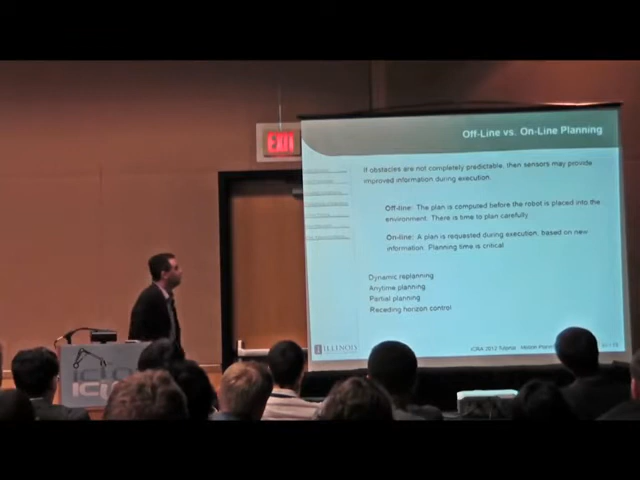 EXIT
Off-Line vs. On-Line Planning
If obstacles are not completely predictable, then sensors may provide
improved information during execution.
Off-line: The plan is computed before the robot is placed into the
environment. There is time to plan carefully.
On-line: A plan is requested during execution, based on new
information. Planning time is critical
Dynamic replanning
Anytime planning
Partial planning
Receding horizon control
ILLINOIS
ICRA 2012 Tutorial